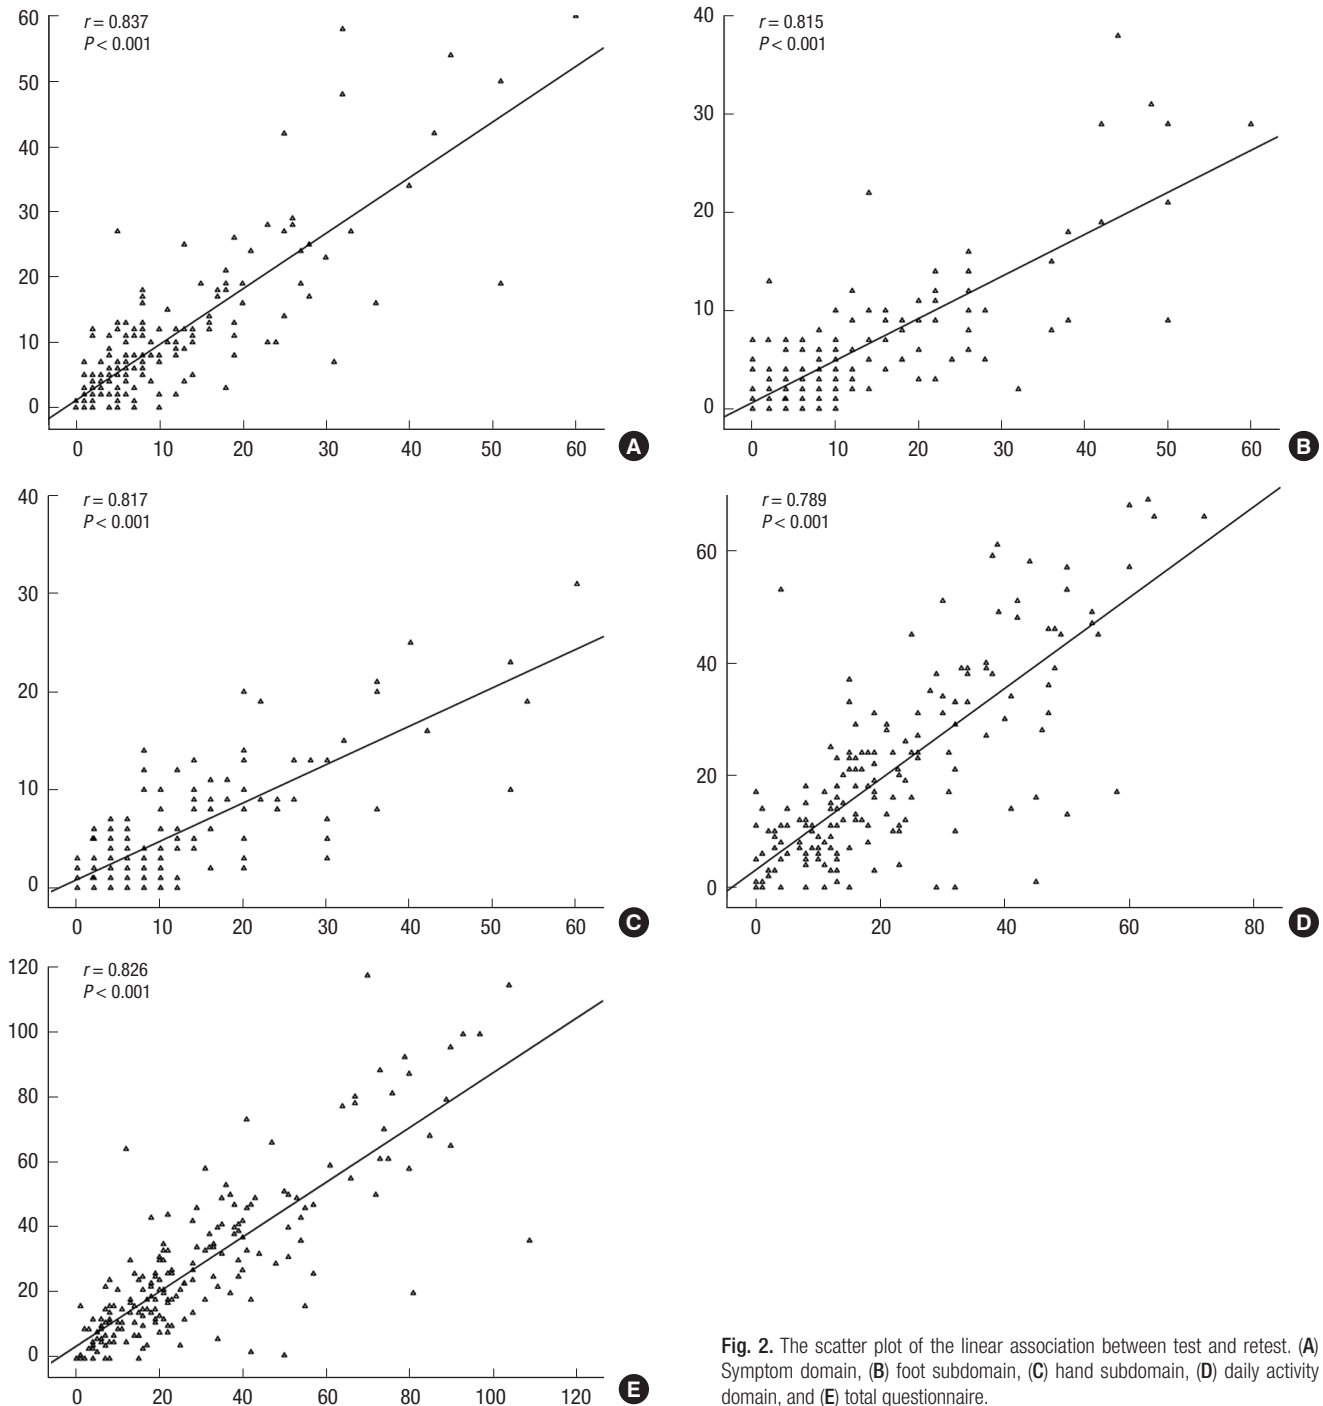 r = 0.837
P < 0.001
60
50
40
30
20
10
0
0 10 20 30 40 50 60
A
r = 0.815
P < 0.001
40
30
20
10
0
0 10 20 30 40 50 60
B
r = 0.817
P < 0.001
40
30
20
10
0
0 10 20 30 40 50 60
C
r = 0.789
P < 0.001
60
40
20
0
0 20 40 60 80
D
r = 0.826
P < 0.001
120
100
80
60
40
20
0
0 20 40 60 80 100 120
E
Fig. 2. The scatter plot of the linear association between test and retest. (A)
Symptom domain, (B) foot subdomain, (C) hand subdomain, (D) daily activity
domain, and (E) total questionnaire.